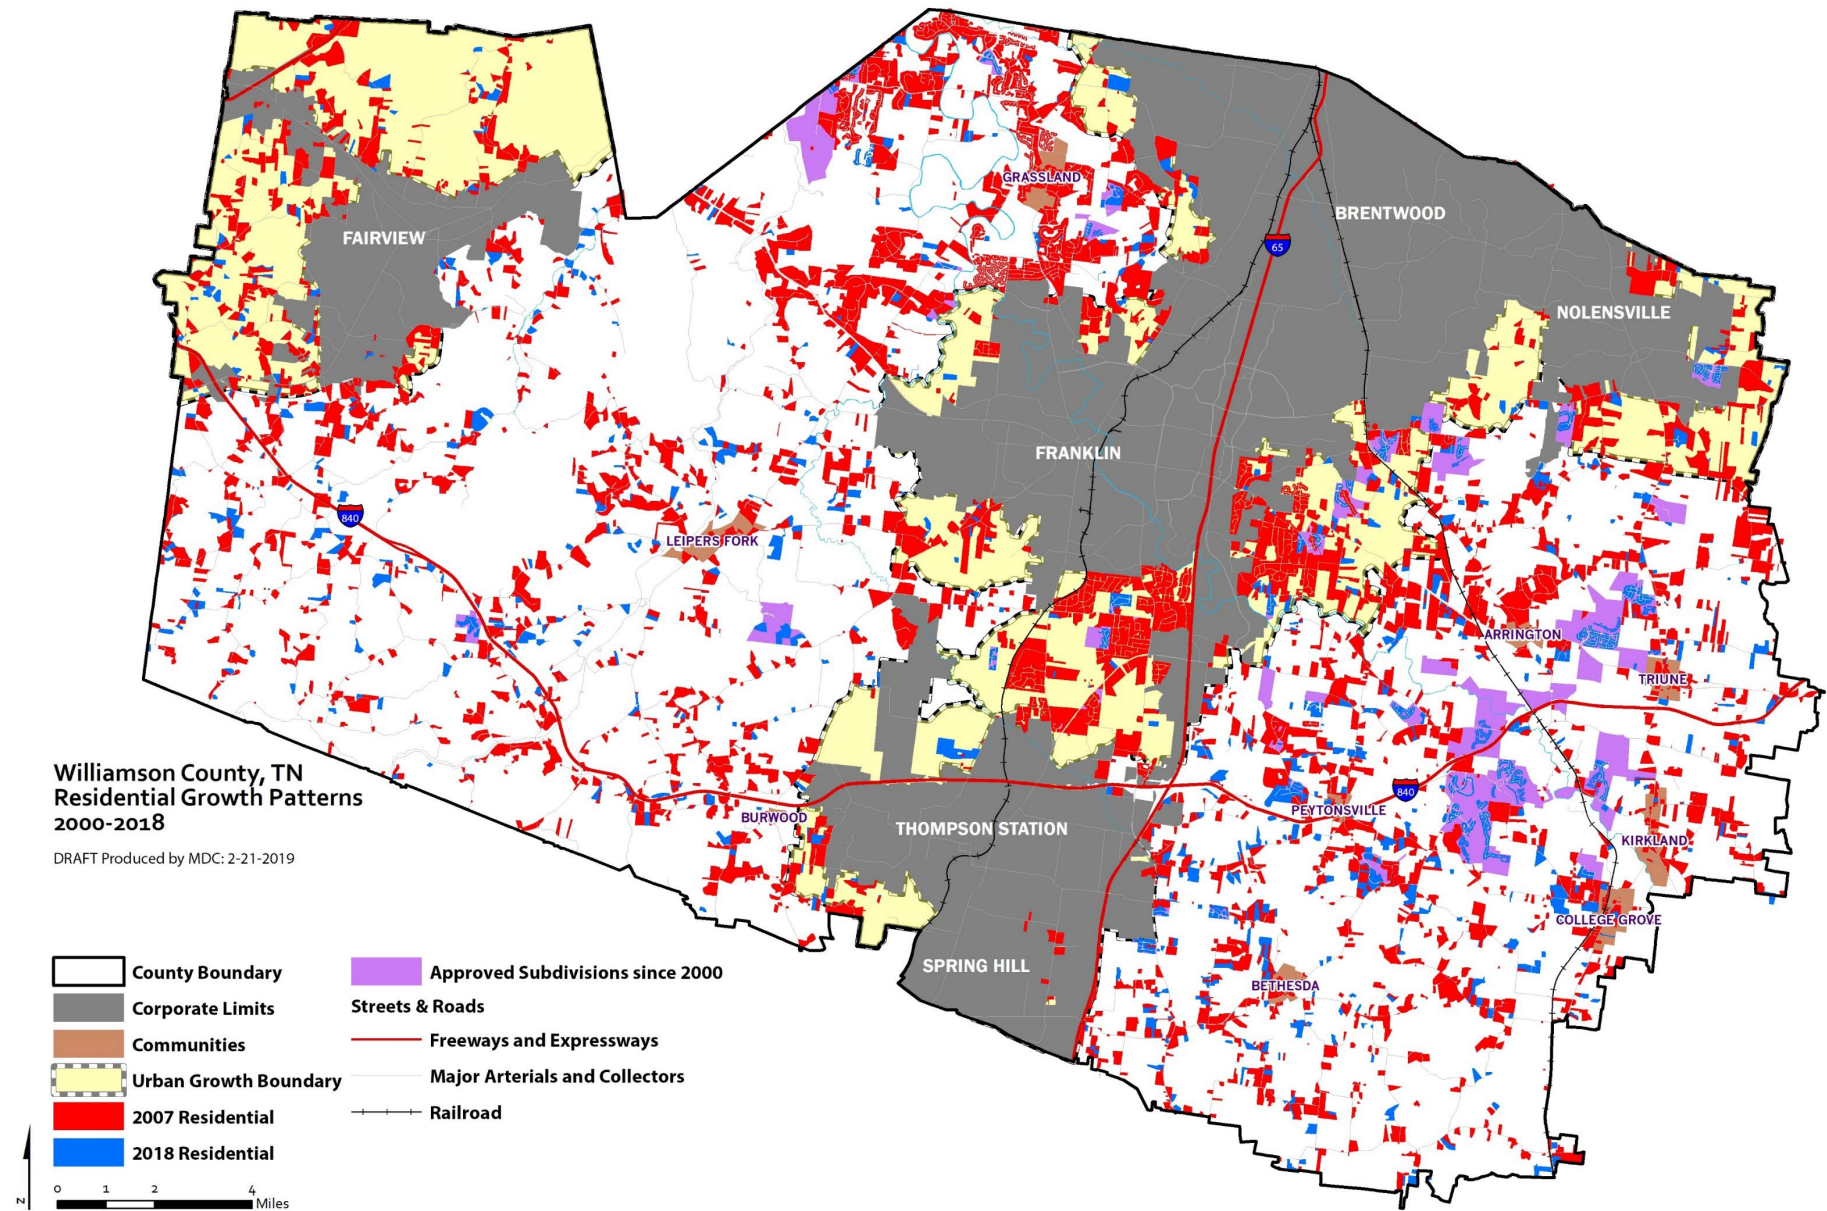 GRASSLAND
BRENTWOOD
FAIRVIEW
65
NOLENSVILLE
FRANKLIN
840
LEIPERS FORK
ARRINGTON
TRIUNE
Williamson County, TN
Residential Growth Patterns
2000-2018
DRAFT Produced by MDC: 2-21-2019
840
PEYTONSVILLE
BURWOOD
THOMPSON STATION
KIRKLAND
COLLEGE GROVE
SPRING HILL
BETHESDA
County Boundary
Corporate Limits
Communities
Urban Growth Boundary
2007 Residential
2018 Residential
Approved Subdivisions since 2000
Streets & Roads
Freeways and Expressways
Major Arterials and Collectors
Railroad
N
0 1 2 4
Miles